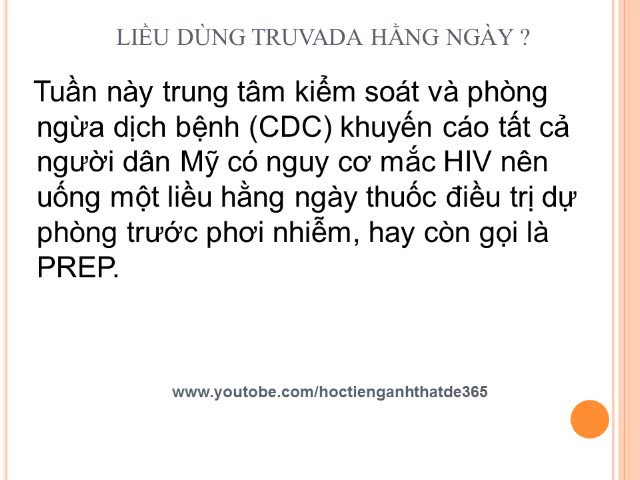 LIỀU DÙNG TRUVADA HẰNG NGÀY ?
Tuần này trung tâm kiểm soát và phòng
ngừa dịch bệnh (CDC) khuyến cáo tất cả
người dân Mỹ có nguy cơ mắc HIV nên
uống một liều hằng ngày thuốc điều trị dự
phòng trước phơi nhiễm, hay còn gọi là
PREP.
www.youtobe.com/hoctienganhthatde365